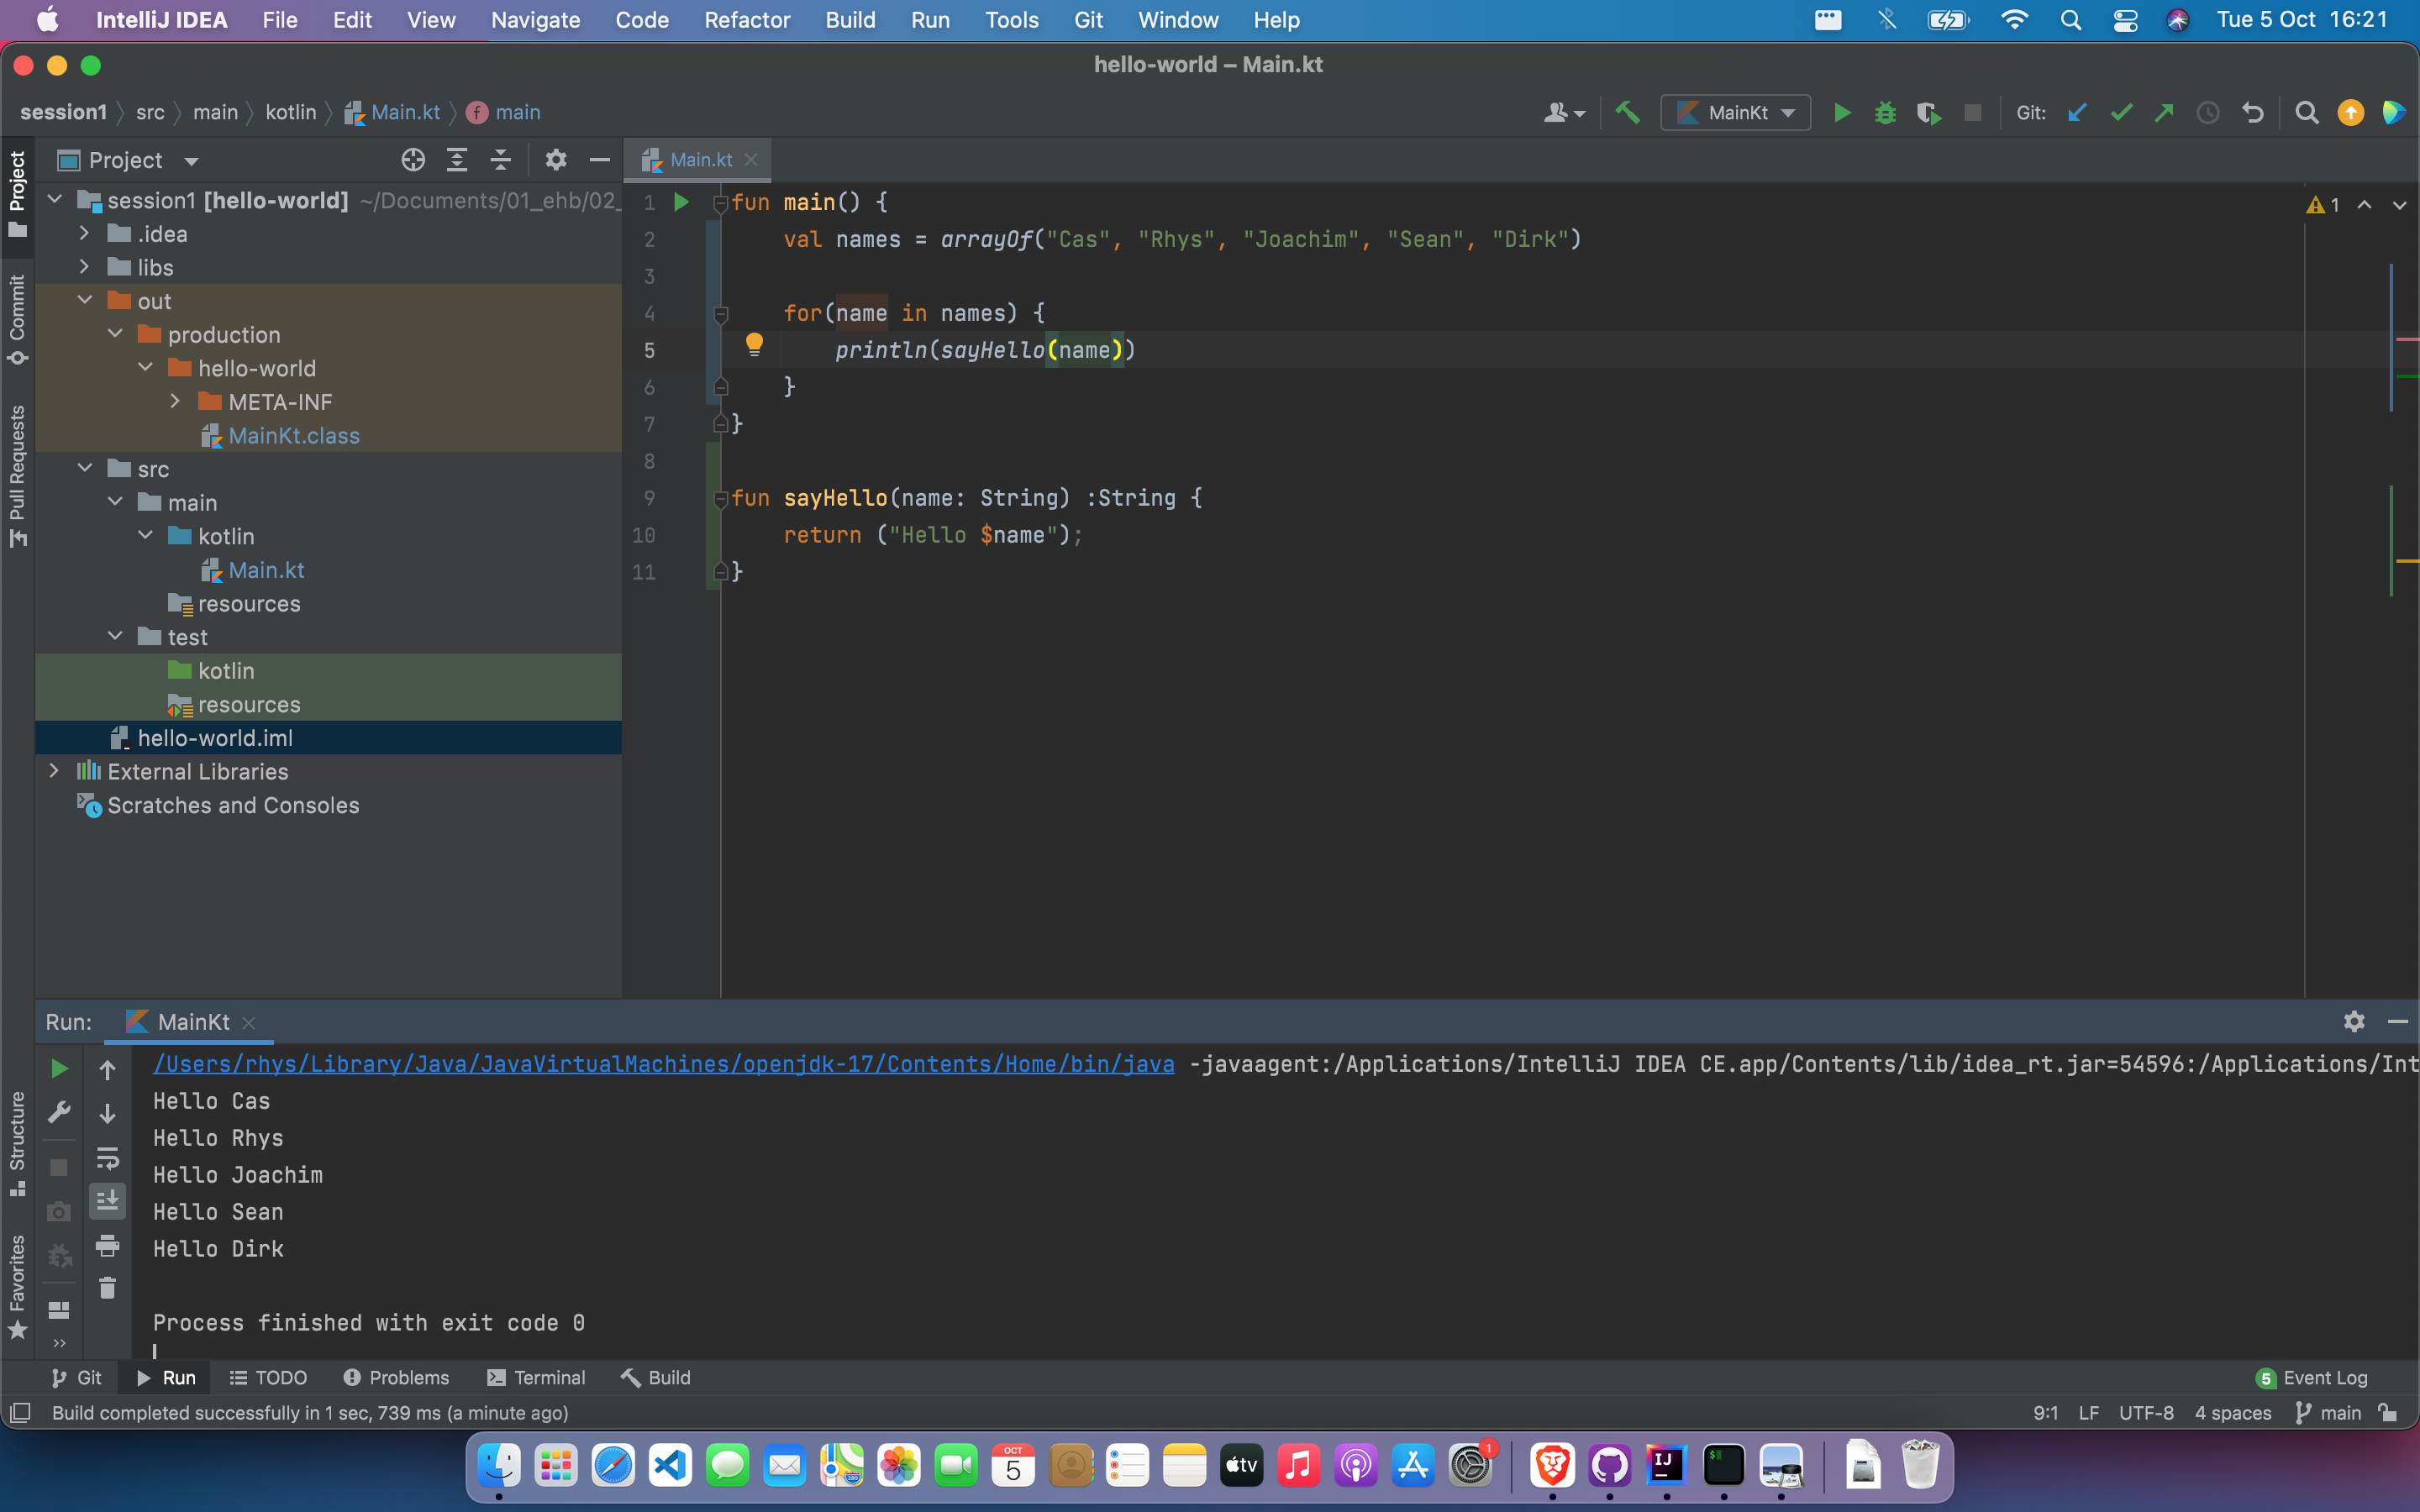 IntelliJ IDEA File Edit View Navigate Code Refactor Build Run Tools Git Window Help Tue 5 Oct 16:21
hello-world – Main.kt
session1 src main kotlin Main.kt f main MainKt Git:
Project
Project
Commit
Pull Requests
session1 [hello-world] ~/Documents/01_ehb/02_
.idea
libs
out
production
hello-world
META-INF
MainKt.class
src
main
kotlin
Main.kt
resources
test
kotlin
resources
hello-world.iml
External Libraries
Scratches and Consoles
Main.kt
1 fun main() {
2 val names = arrayOf("Cas", "Rhys", "Joachim", "Sean", "Dirk")
3
4 for(name in names) {
5 println(sayHello(name))
6 }
7 }
8
9 fun sayHello(name: String) :String {
10 return ("Hello $name");
11 }
1
Run: MainKt
Structure
Favorites
/Users/rhys/Library/Java/JavaVirtualMachines/openjdk-17/Contents/Home/bin/java -javaagent:/Applications/IntelliJ IDEA CE.app/Contents/lib/idea_rt.jar=54596:/Applications/Int
Hello Cas
Hello Rhys
Hello Joachim
Hello Sean
Hello Dirk
Process finished with exit code 0
Git Run TODO Problems Terminal Build 5 Event Log
Build completed successfully in 1 sec, 739 ms (a minute ago) 9:1 LF UTF-8 4 spaces main
OCT
5
tv
1
IJ
$